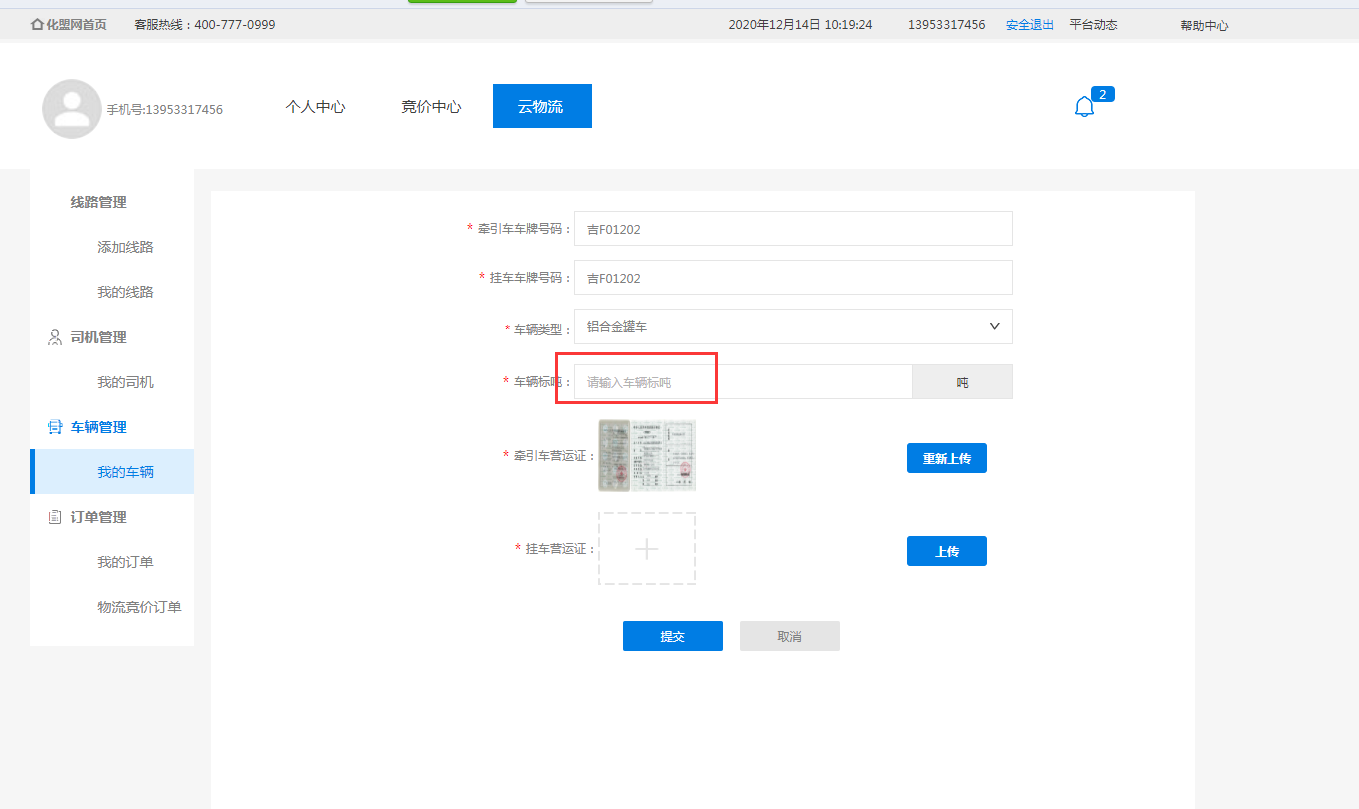 化盟网首页 客服热线：400-777-0999 2020年12月14日 10:19:24 13953317456 安全退出 平台动态 帮助中心
手机号:13953317456 个人中心 竞价中心 云物流 2
线路管理
添加线路
我的线路
司机管理
我的司机
车辆管理
我的车辆
订单管理
我的订单
物流竞价订单
* 牵引车车牌号码： 吉F01202
* 挂车车牌号码： 吉F01202
* 车辆类型： 铝合金罐车
* 车辆标吨： 请输入车辆标吨 吨
* 牵引车营运证： 重新上传
* 挂车营运证： 上传
提交 取消